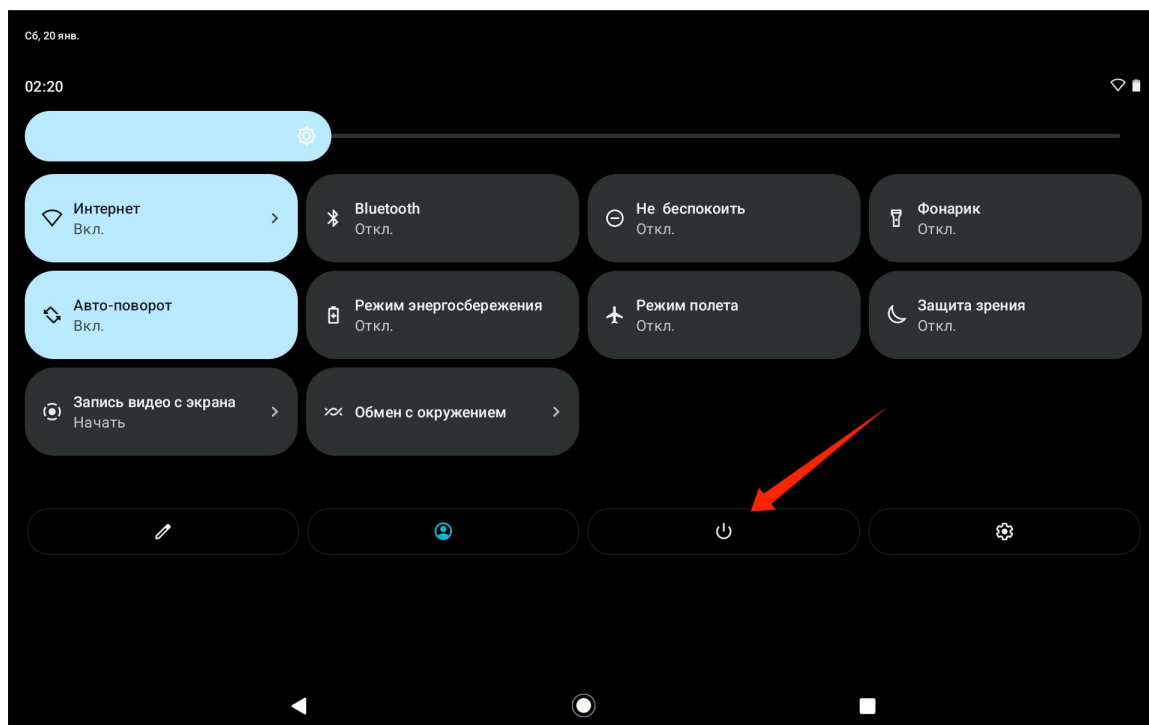 Сб, 20 янв.
02:20
Интернет
Вкл.
Bluetooth
Откл.
Не беспокоить
Откл.
Фонарик
Откл.
Авто-поворот
Вкл.
Режим энергосбережения
Откл.
Режим полета
Откл.
Защита зрения
Откл.
Запись видео с экрана
Начать
Обмен с окружением